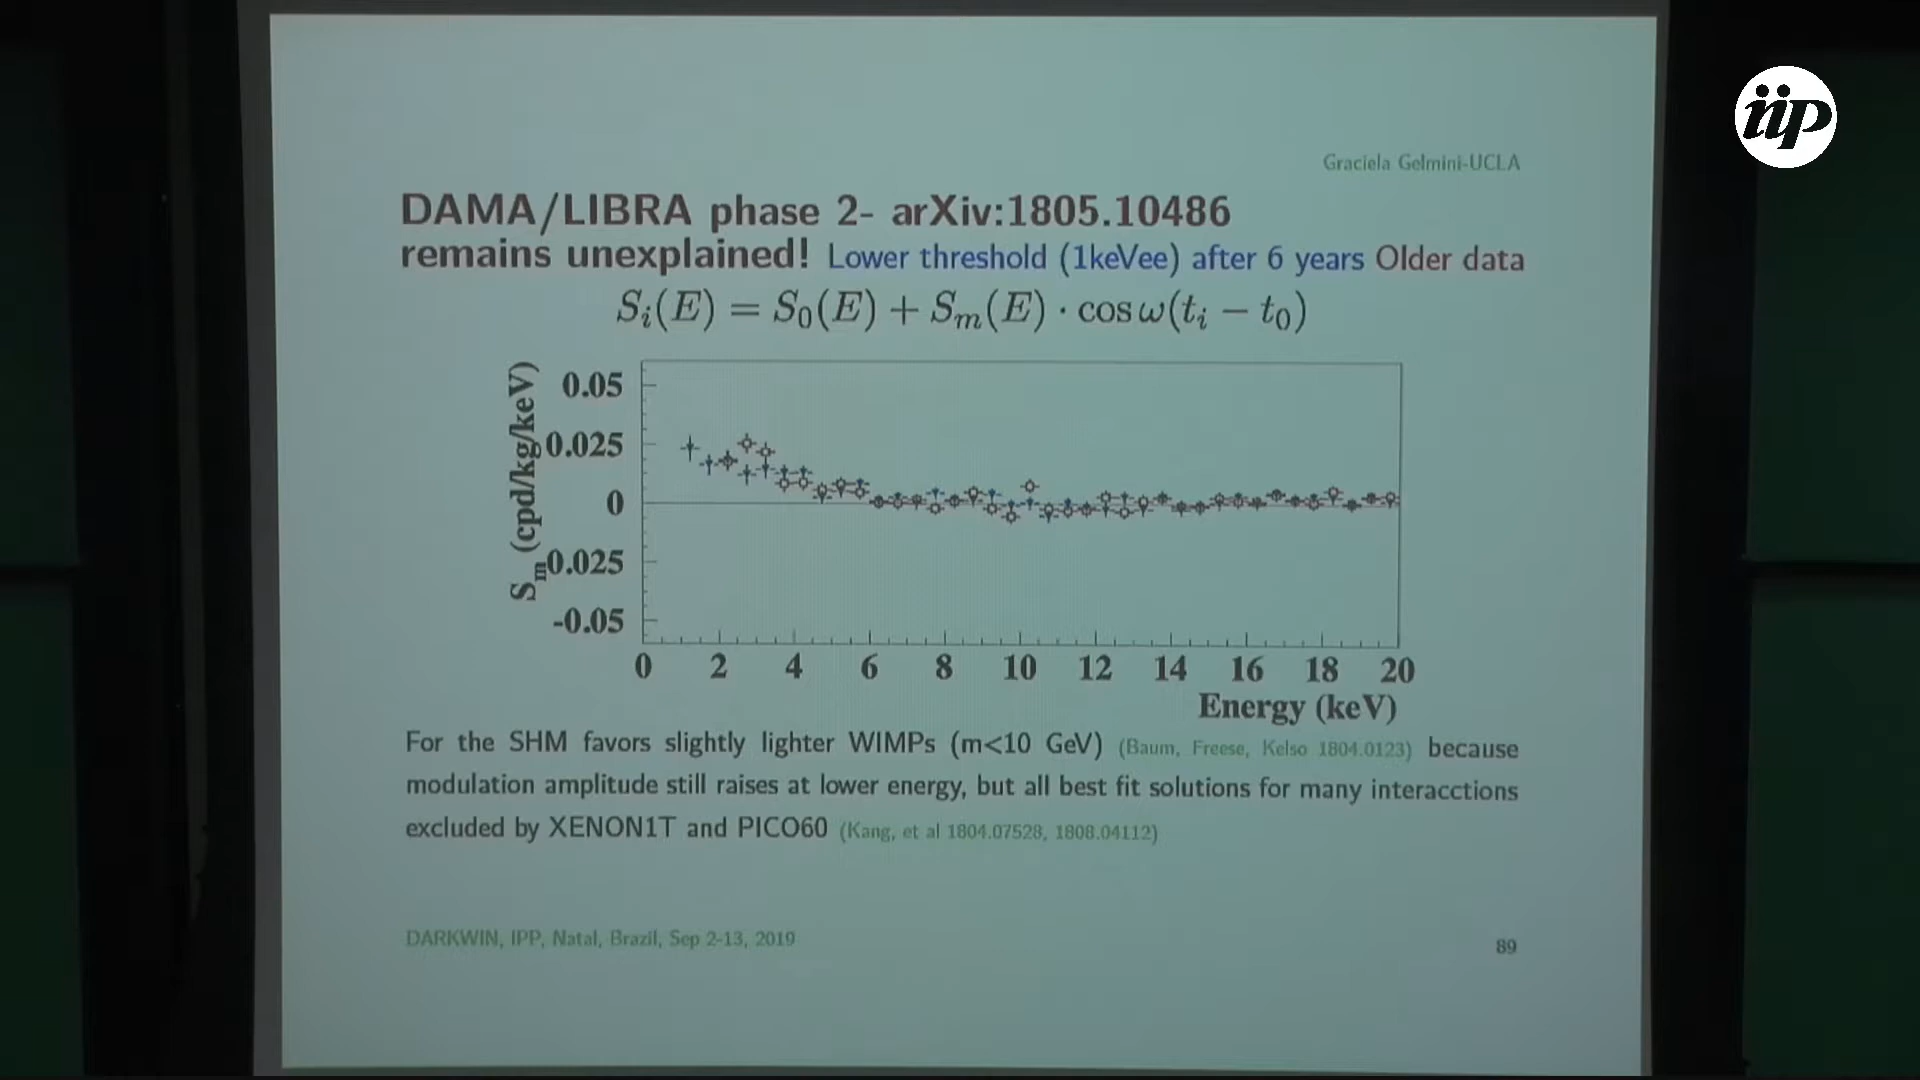 iip
Graciela Gelmini-UCLA
DAMA/LIBRA phase 2- arXiv:1805.10486
remains unexplained! Lower threshold (1keVee) after 6 years Older data
S_i(E) = S_0(E) + S_m(E) · cos ω(t_i − t_0)
S_m (cpd/kg/keV)
0.05
0.025
0
0.025
-0.05
0 2 4 6 8 10 12 14 16 18 20
Energy (keV)
For the SHM favors slightly lighter WIMPs (m<10 GeV) (Baum, Freese, Kelso 1804.0123) because
modulation amplitude still raises at lower energy, but all best fit solutions for many interacctions
excluded by XENON1T and PICO60 (Kang, et al 1804.07528, 1808.04112)
DARKWIN, IPP, Natal, Brazil, Sep 2-13, 2019
89